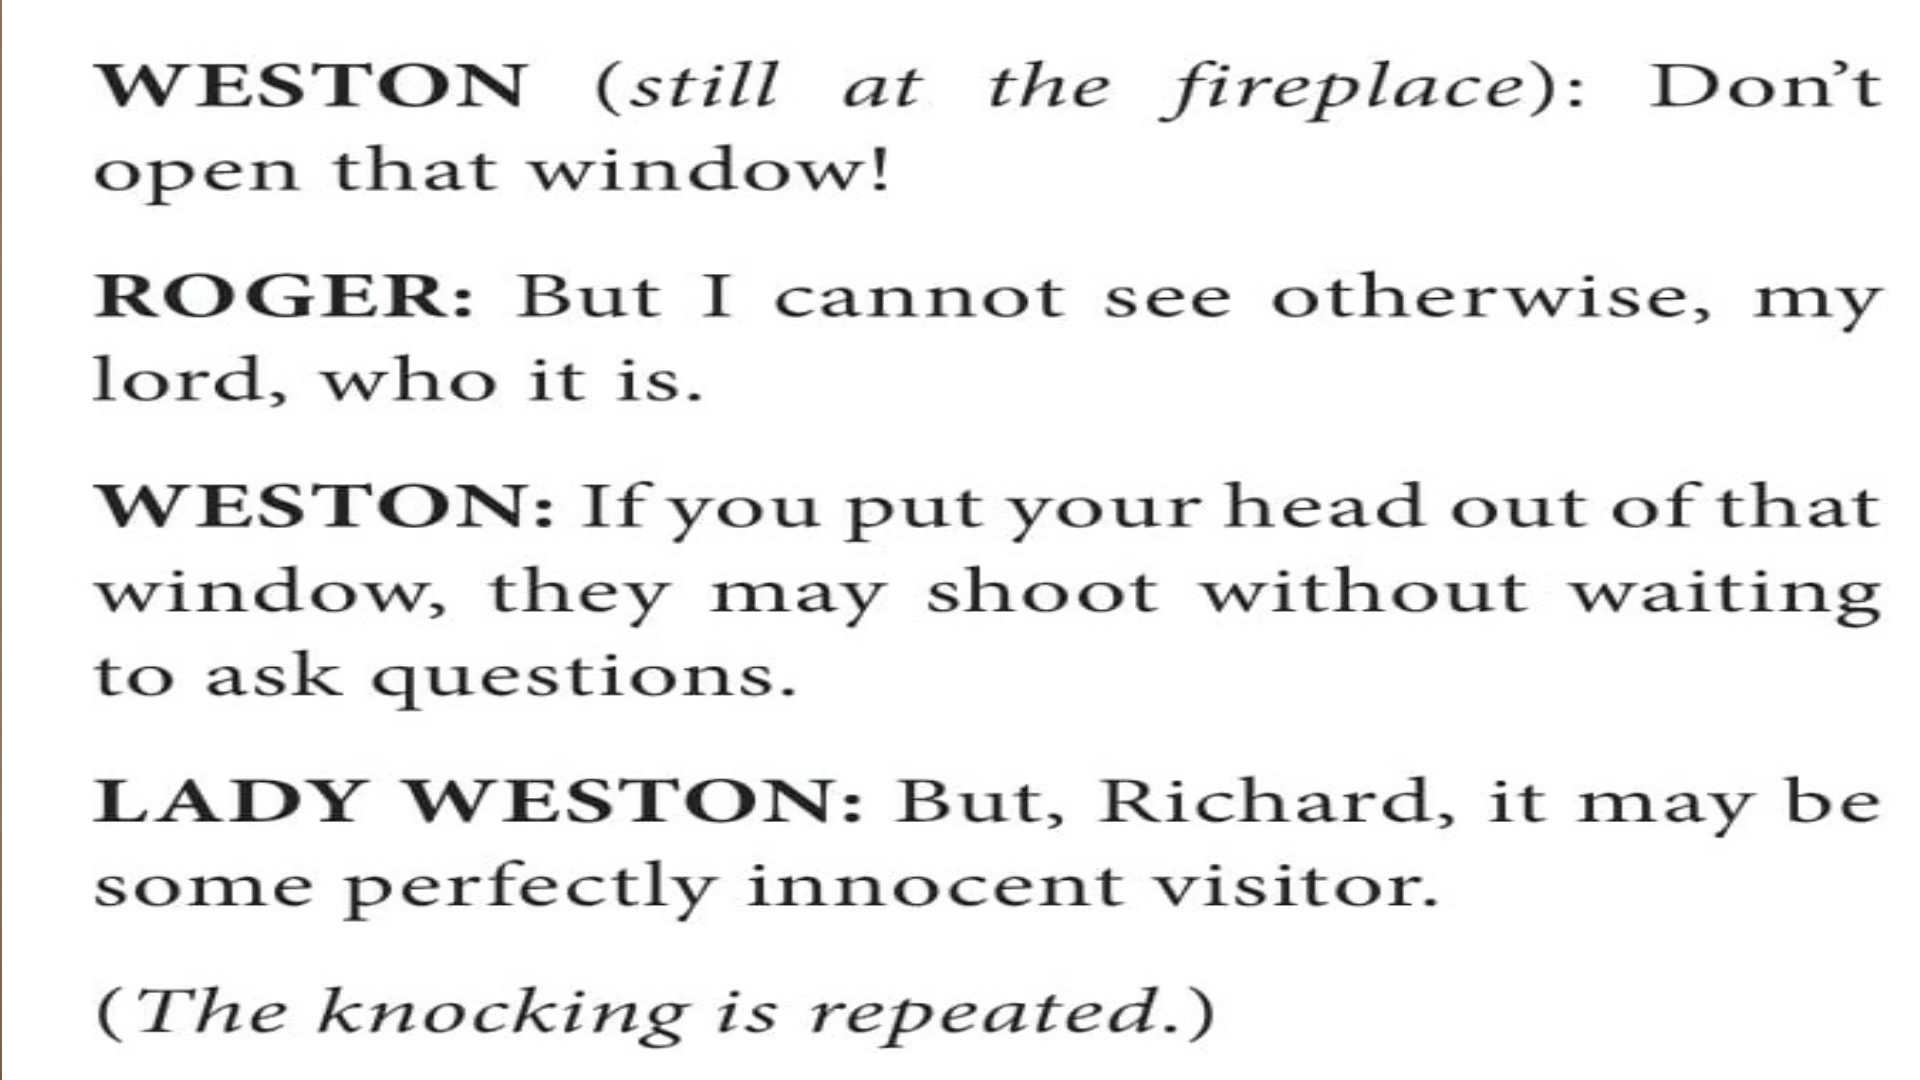 WESTON (still at the fireplace): Don’t
open that window!
ROGER: But I cannot see otherwise, my
lord, who it is.
WESTON: If you put your head out of that
window, they may shoot without waiting
to ask questions.
LADY WESTON: But, Richard, it may be
some perfectly innocent visitor.
(The knocking is repeated.)